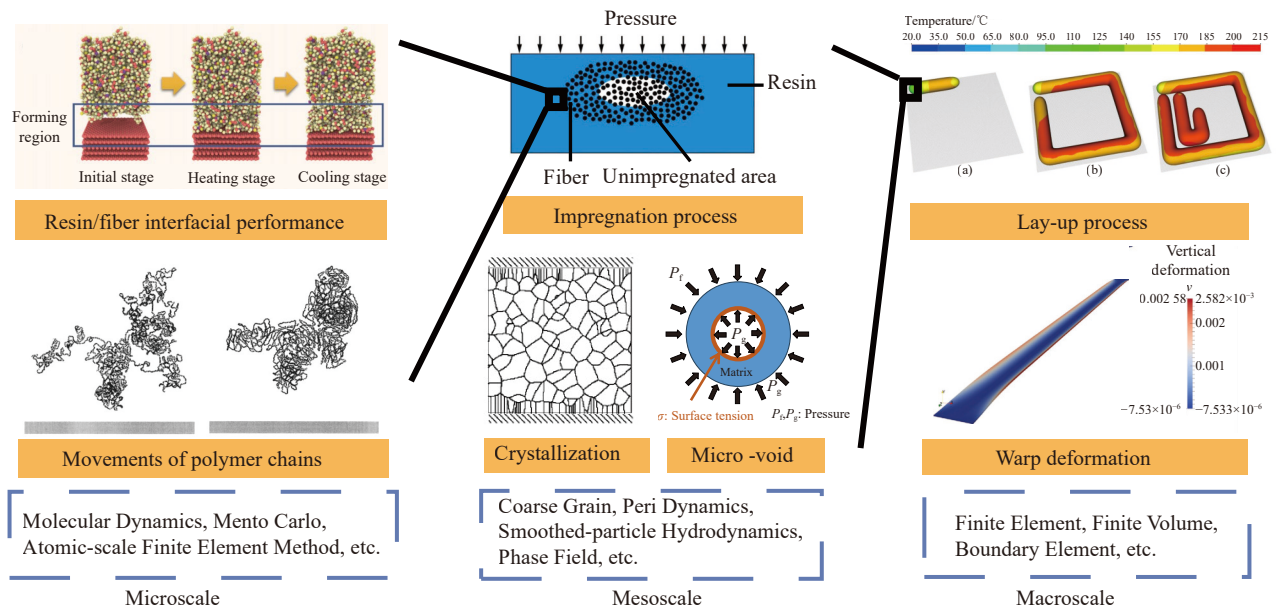 Forming
region
Initial stage
Heating stage
Cooling stage
Resin/fiber interfacial performance
Movements of polymer chains
Molecular Dynamics, Mento Carlo,
Atomic-scale Finite Element Method, etc.
Microscale
Pressure
Resin
Fiber
Unimpregnated area
Impregnation process
P_f
P_g
Matrix
P_g
σ: Surface tension
P_f,P_g: Pressure
Crystallization
Micro -void
Coarse Grain, Peri Dynamics,
Smoothed-particle Hydrodynamics,
Phase Field, etc.
Mesoscale
Temperature/℃
20.0 35.0 50.0 65.0 80.0 95.0 110 125 140 155 170 185 200 215
(a)
(b)
(c)
Lay-up process
Vertical
deformation
v
0.002 58 2.582×10⁻³
0.002
0.001
−7.53×10⁻⁶ −7.533×10⁻⁶
Warp deformation
Finite Element, Finite Volume,
Boundary Element, etc.
Macroscale